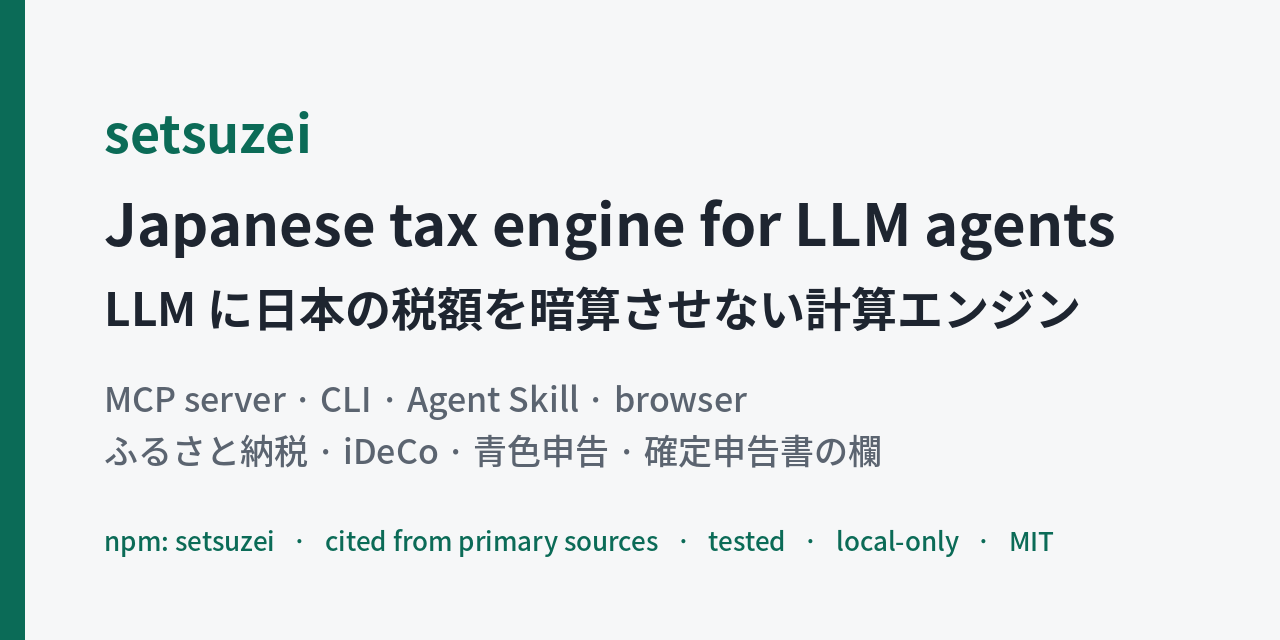 setsuzei
Japanese tax engine for LLM agents
LLM に日本の税額を暗算させない計算エンジン
MCP server · CLI · Agent Skill · browser
ふるさと納税 · iDeCo · 青色申告 · 確定申告書の欄
npm: setsuzei · cited from primary sources · tested · local-only · MIT